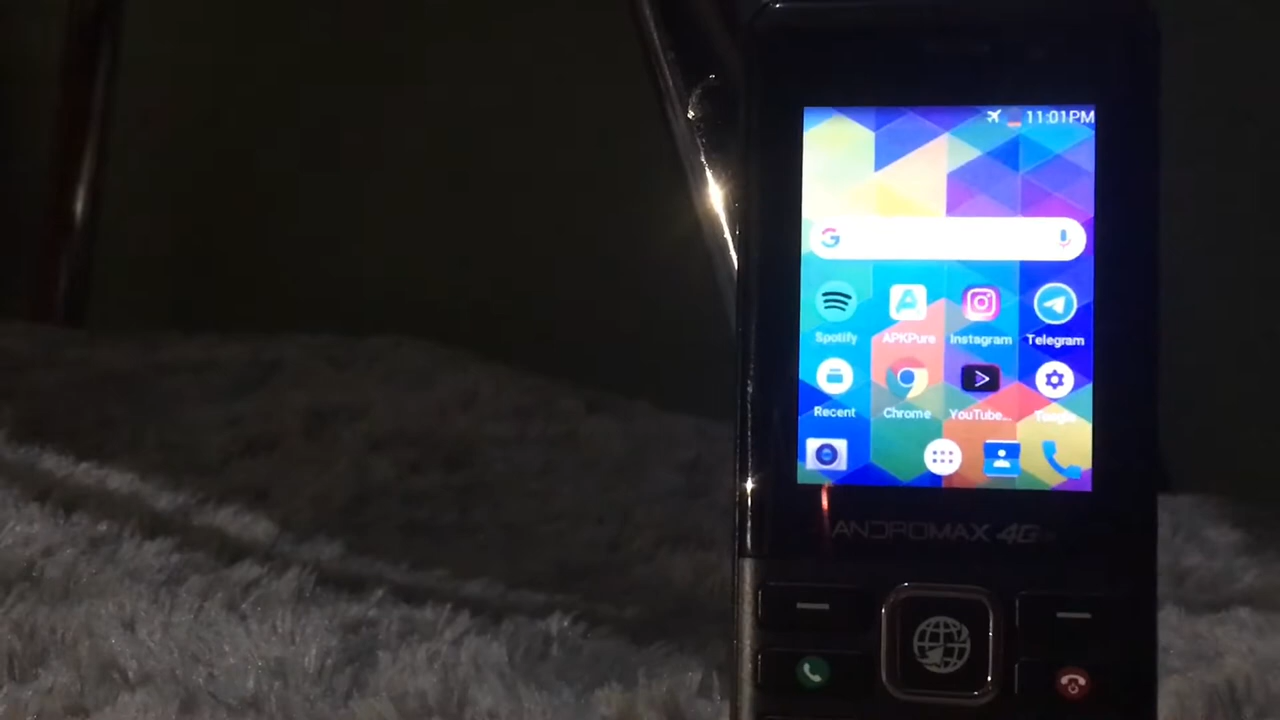 11:01PM
Spotify APKPure Instagram Telegram
Recent Chrome YouTube...
ANDROMAX 4G